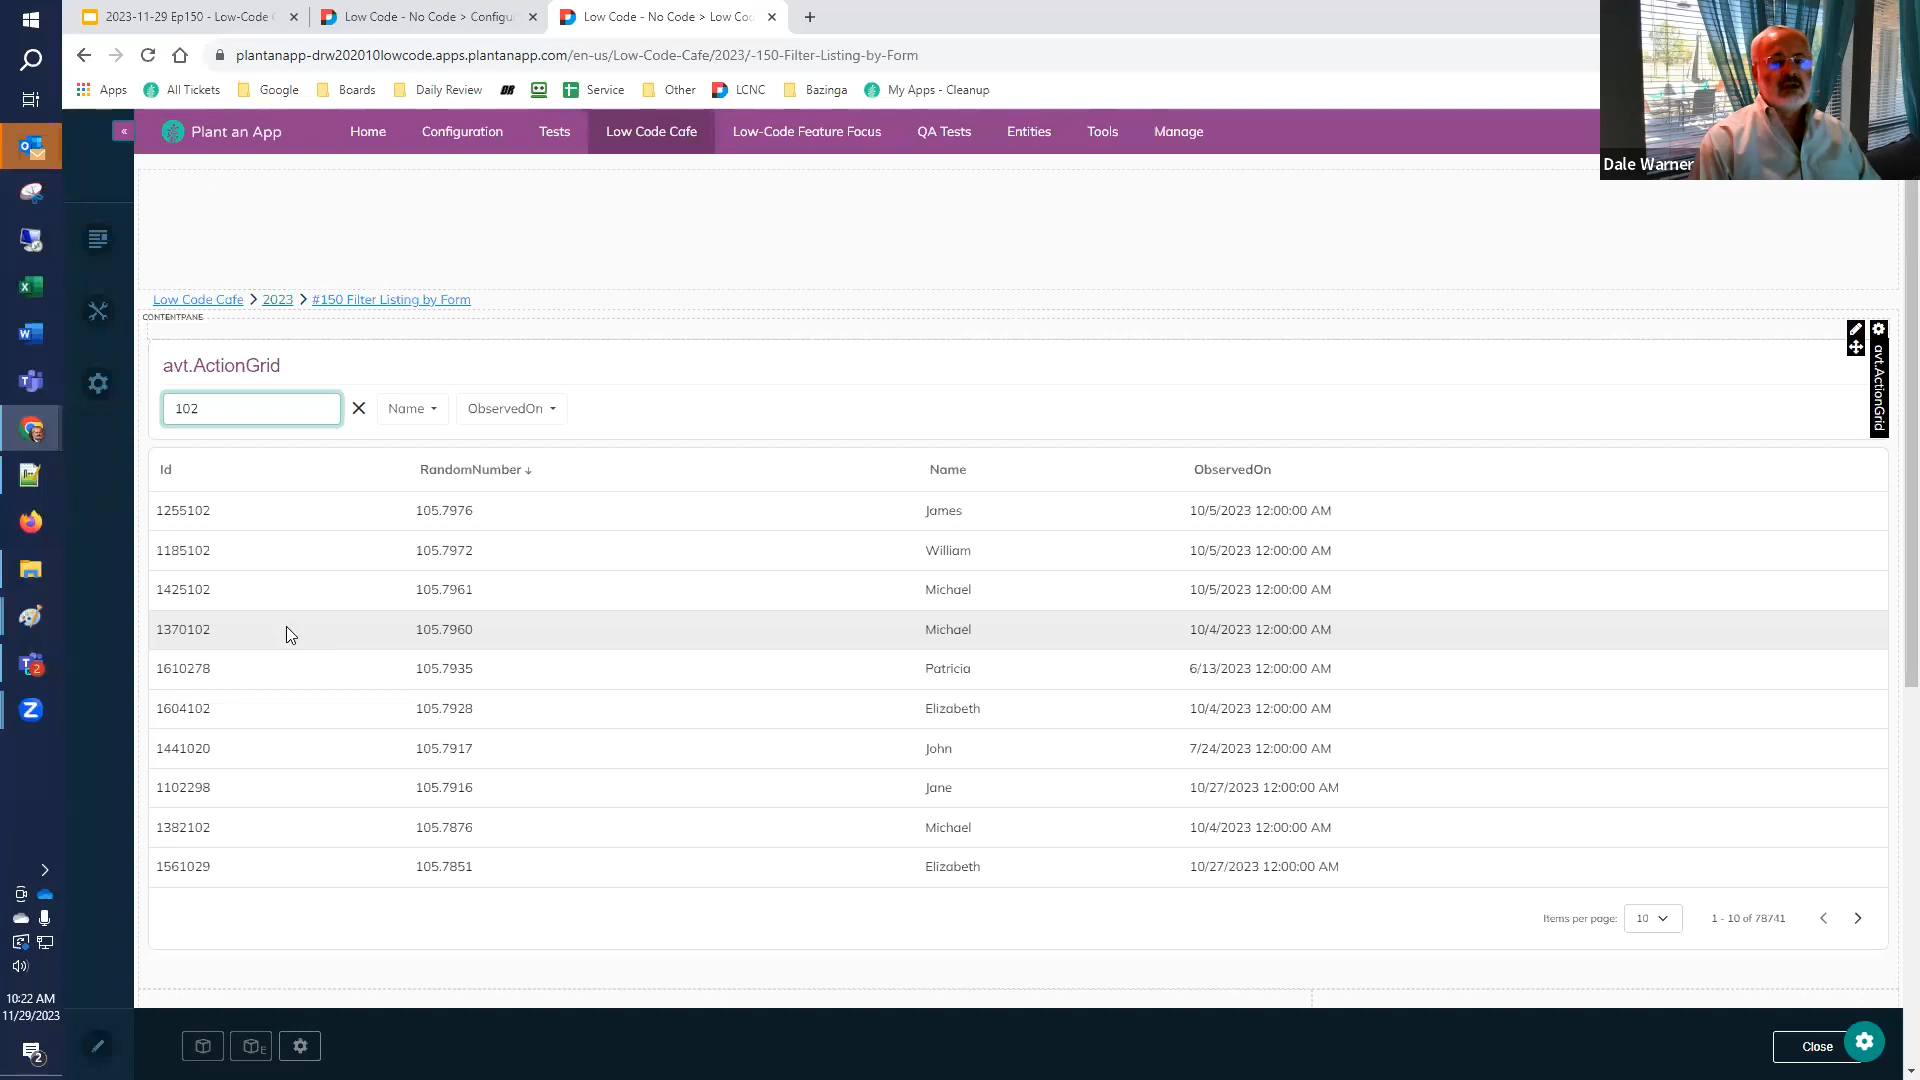 2023-11-29 Ep150 - Low-Code
Low Code - No Code > Configu
Low Code - No Code > Low Co
plantanapp-drw202010lowcode.apps.plantanapp.com/en-us/Low-Code-Cafe/2023/-150-Filter-Listing-by-Form
Apps
All Tickets
Google
Boards
Daily Review
DR
Service
Other
LCNC
Bazinga
My Apps - Cleanup
Plant an App
Home
Configuration
Tests
Low Code Cafe
Low-Code Feature Focus
QA Tests
Entities
Tools
Manage
Dale Warner
Low Code Cafe > 2023 > #150 Filter Listing by Form
CONTENTPANE
avt.ActionGrid
avt.ActionGrid
102
Name
ObservedOn
Id RandomNumber ↓ Name ObservedOn
1255102 105.7976 James 10/5/2023 12:00:00 AM
1185102 105.7972 William 10/5/2023 12:00:00 AM
1425102 105.7961 Michael 10/5/2023 12:00:00 AM
1370102 105.7960 Michael 10/4/2023 12:00:00 AM
1610278 105.7935 Patricia 6/13/2023 12:00:00 AM
1604102 105.7928 Elizabeth 10/4/2023 12:00:00 AM
1441020 105.7917 John 7/24/2023 12:00:00 AM
1102298 105.7916 Jane 10/27/2023 12:00:00 AM
1382102 105.7876 Michael 10/4/2023 12:00:00 AM
1561029 105.7851 Elizabeth 10/27/2023 12:00:00 AM
Items per page: 10 1 - 10 of 78741
10:22 AM
11/29/2023
2
2
E
Close